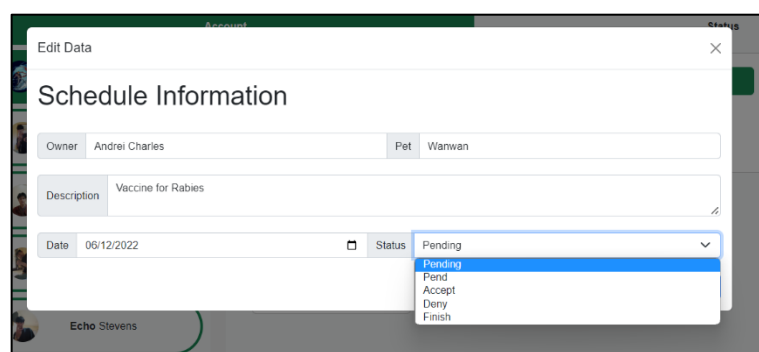 Account Status
Edit Data
Schedule Information
Owner Andrei Charles Pet Wanwan
Description Vaccine for Rabies
Date 06/12/2022 Status Pending
Pending
Pend
Accept
Deny
Finish
Echo Stevens